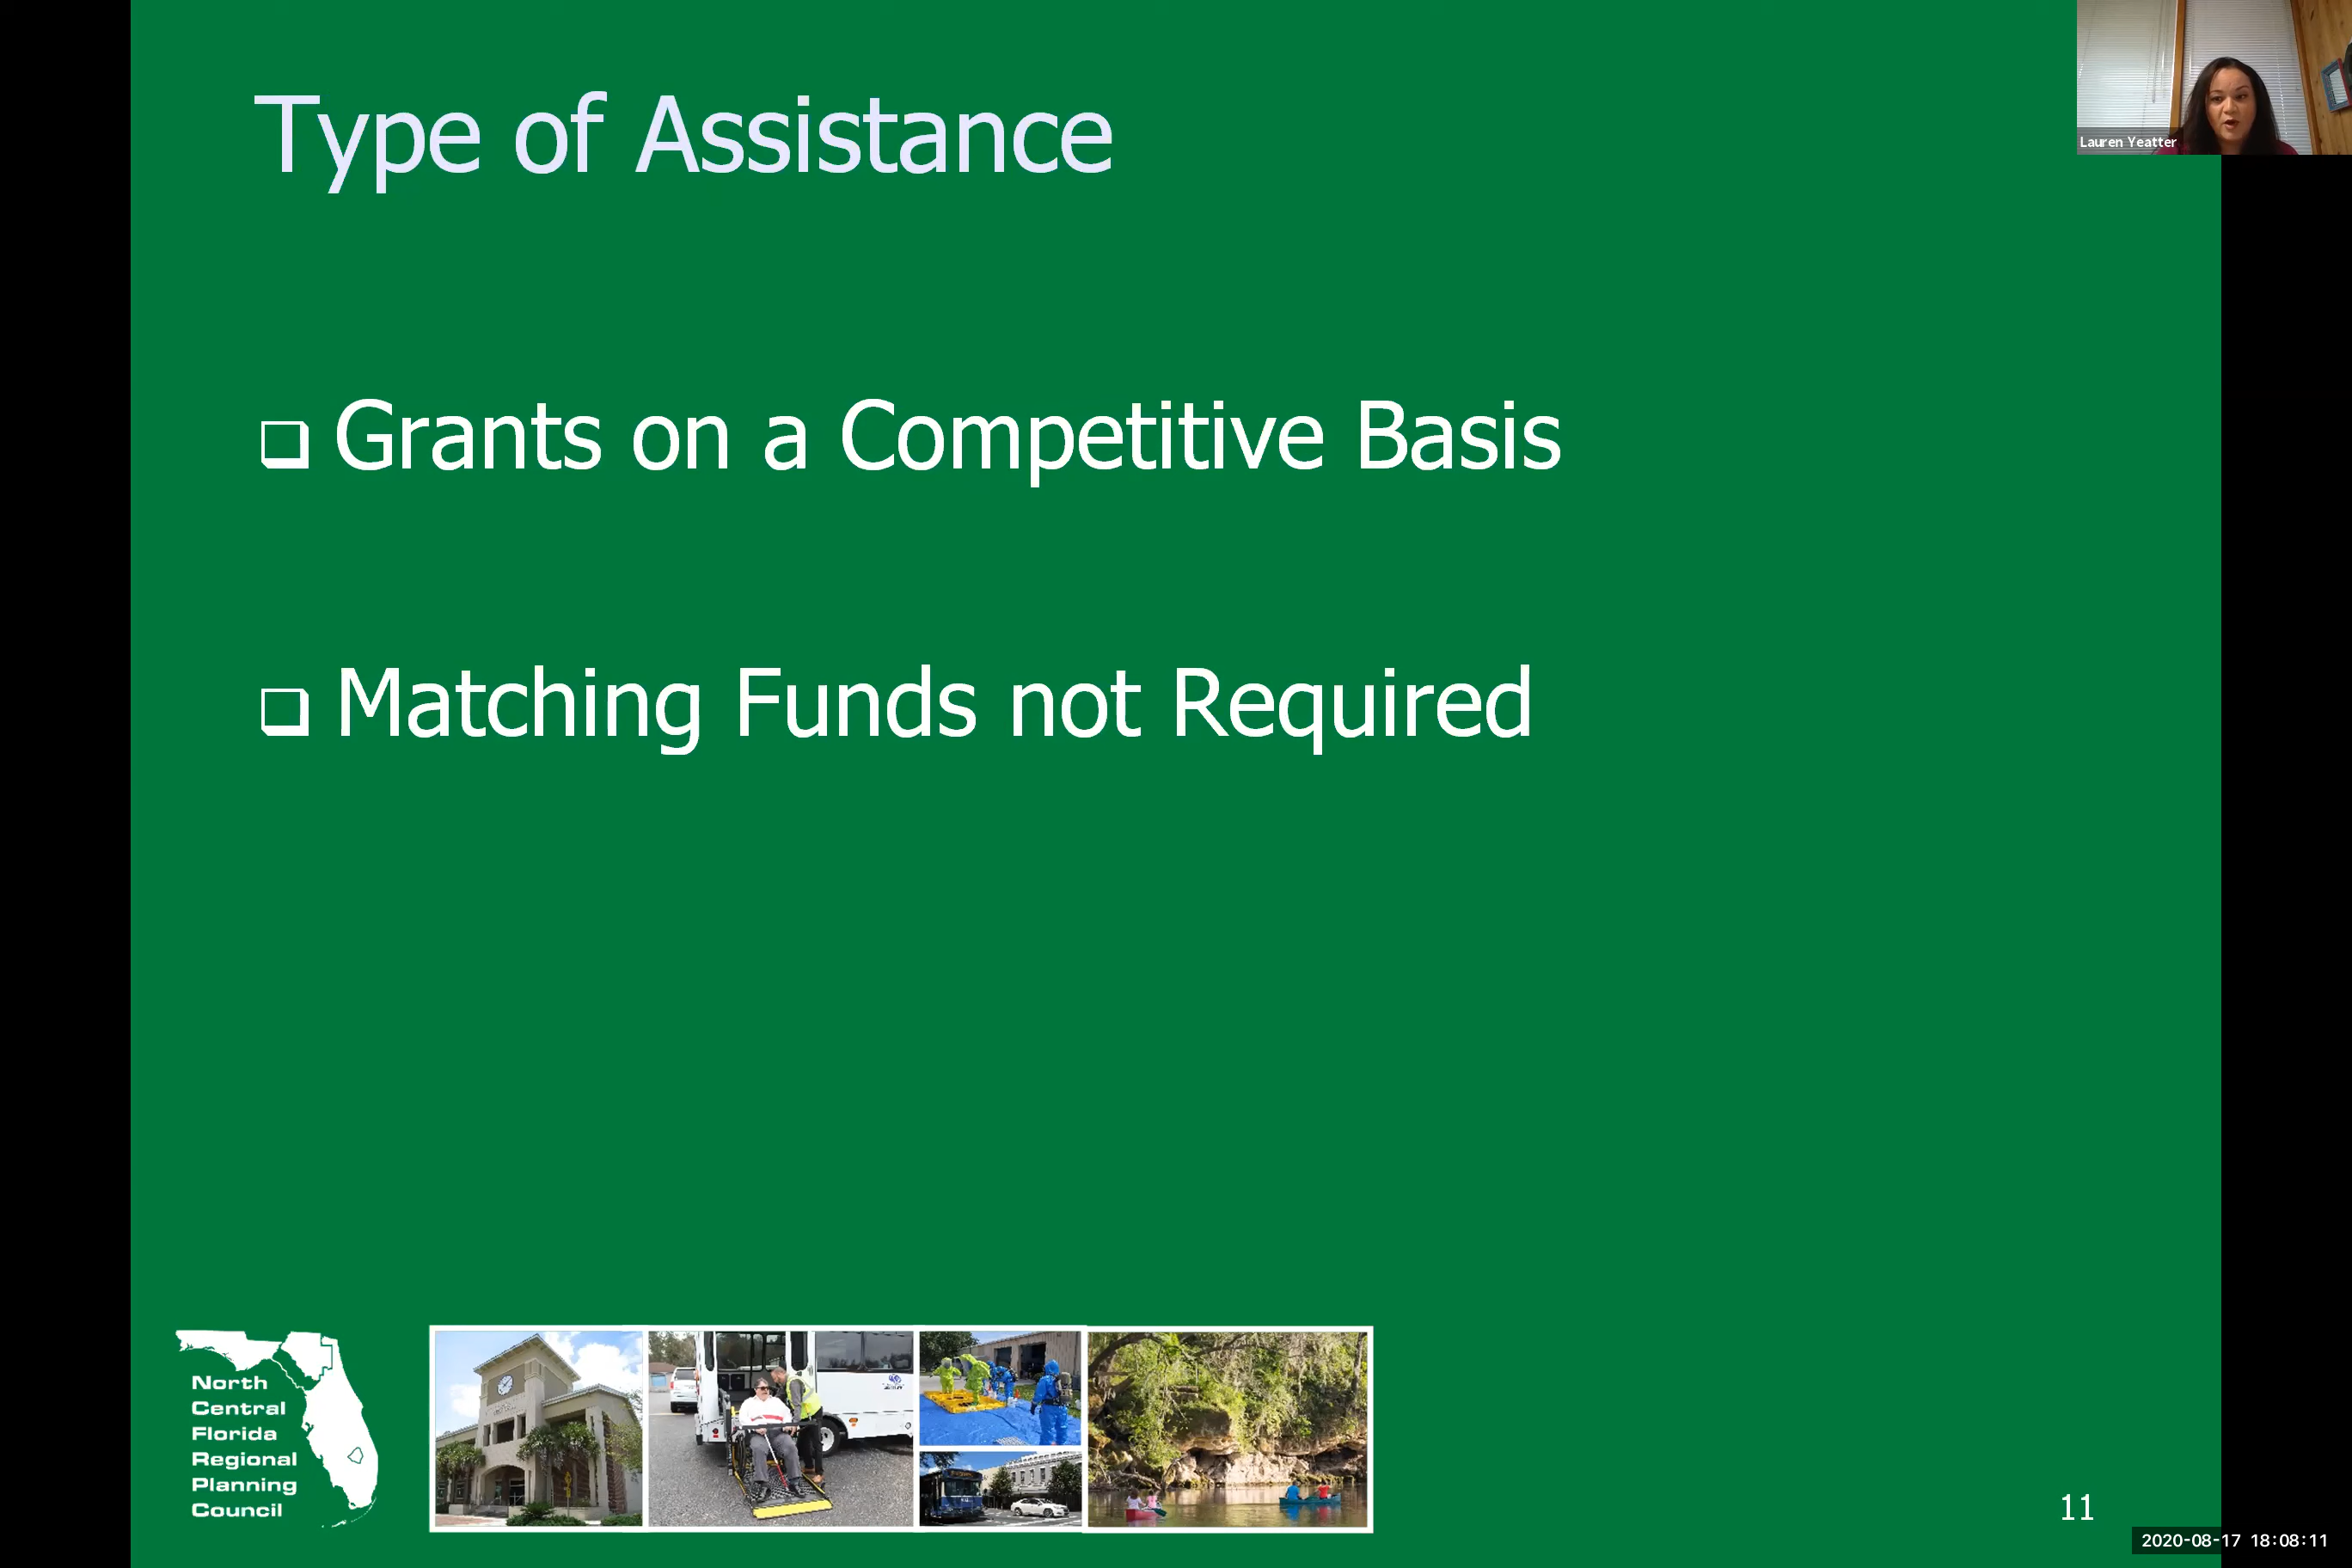 Type of Assistance
Lauren Yeatter
Grants on a Competitive Basis
Matching Funds not Required
North
Central
Florida
Regional
Planning
Council
11
2020-08-17 18:08:11